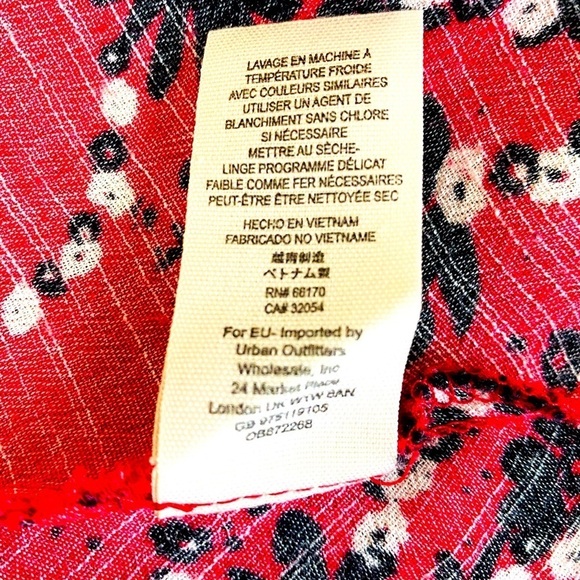 LAVAGE EN MACHINE À
TEMPÉRATURE FROIDE
AVEC COULEURS SIMILAIRES
UTILISER UN AGENT DE
BLANCHIMENT SANS CHLORE
SI NÉCESSAIRE
METTRE AU SÈCHE-
LINGE PROGRAMME DÉLICAT
FAIBLE COMME FER NÉCESSAIRES
PEUT-ÊTRE ÊTRE NETTOYÉE SEC
HECHO EN VIETNAM
FABRICADO NO VIETNAME
越南制造
ベトナム製
RN# 66170
CA# 32054
For EU- Imported by
Urban Outfitters
Wholesale, Inc
24 Market Place
London UK W1W 8AN
GB 975119105
OB872268